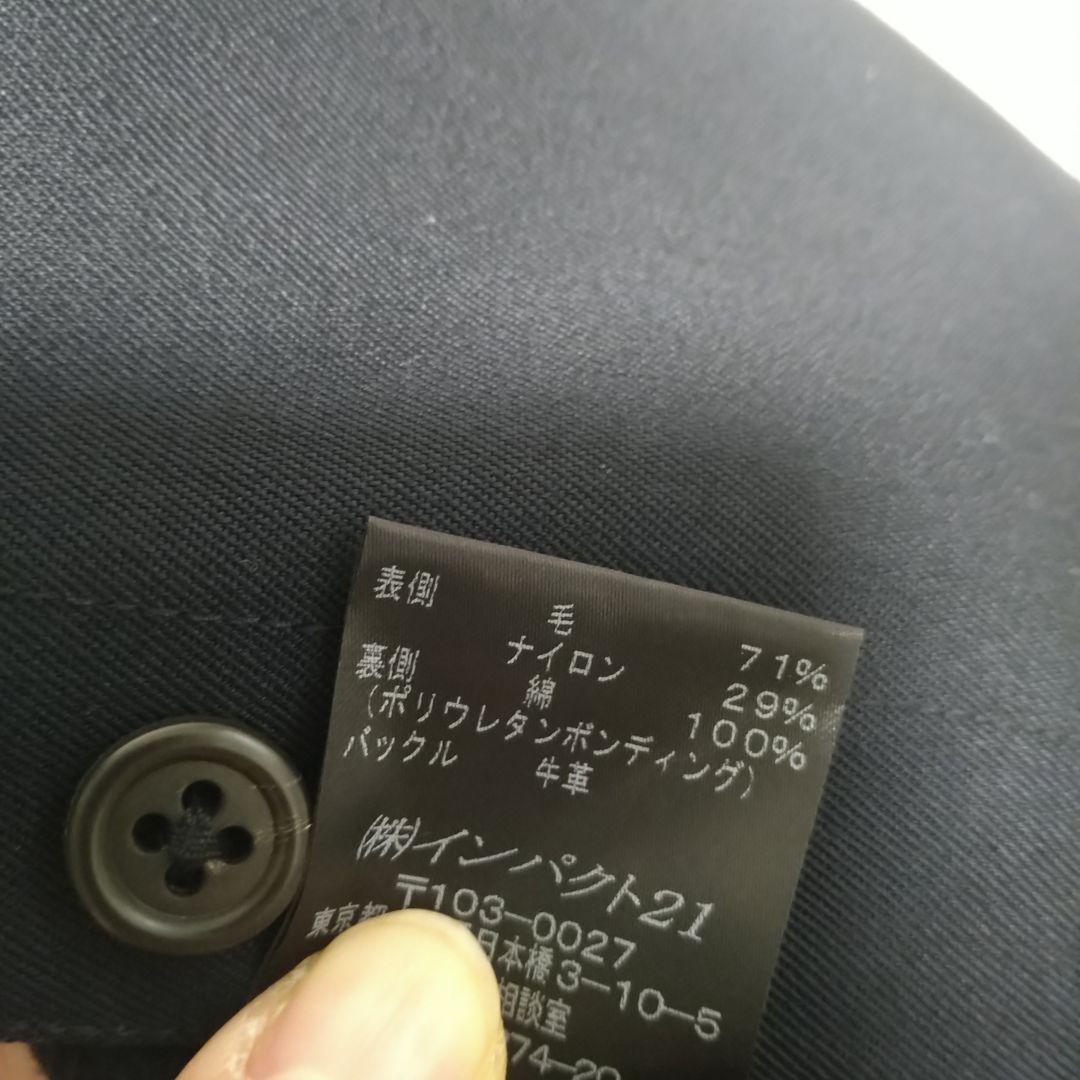 表側
毛 71%
ナイロン 29%
裏側 綿 100%
(ポリウレタンボンディング)
バックル 牛革
(株)インパクト21
〒103-0027
東京都 日本橋3-10-5
相談室
74-20